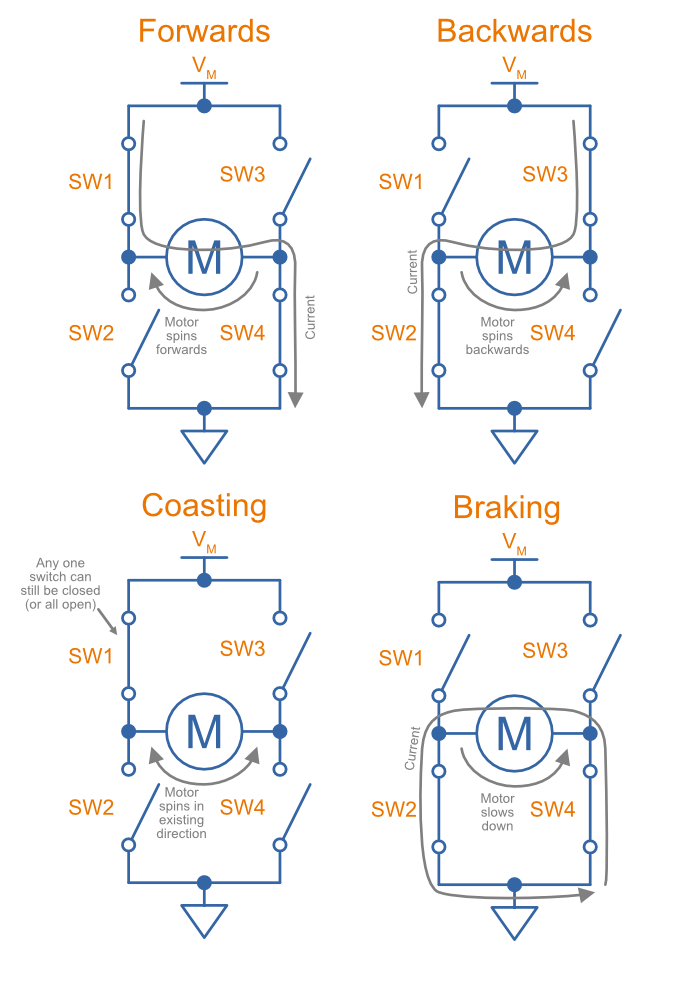 Forwards
V_M
SW1
SW3
M
SW2
Motor
spins
forwards
SW4
Current
Backwards
V_M
SW1
SW3
M
Current
SW2
Motor
spins
backwards
SW4
Coasting
V_M
Any one
switch can
still be closed
(or all open)
SW1
SW3
M
SW2
Motor
spins in
existing
direction
SW4
Braking
V_M
SW1
SW3
M
Current
SW2
Motor
slows
down
SW4